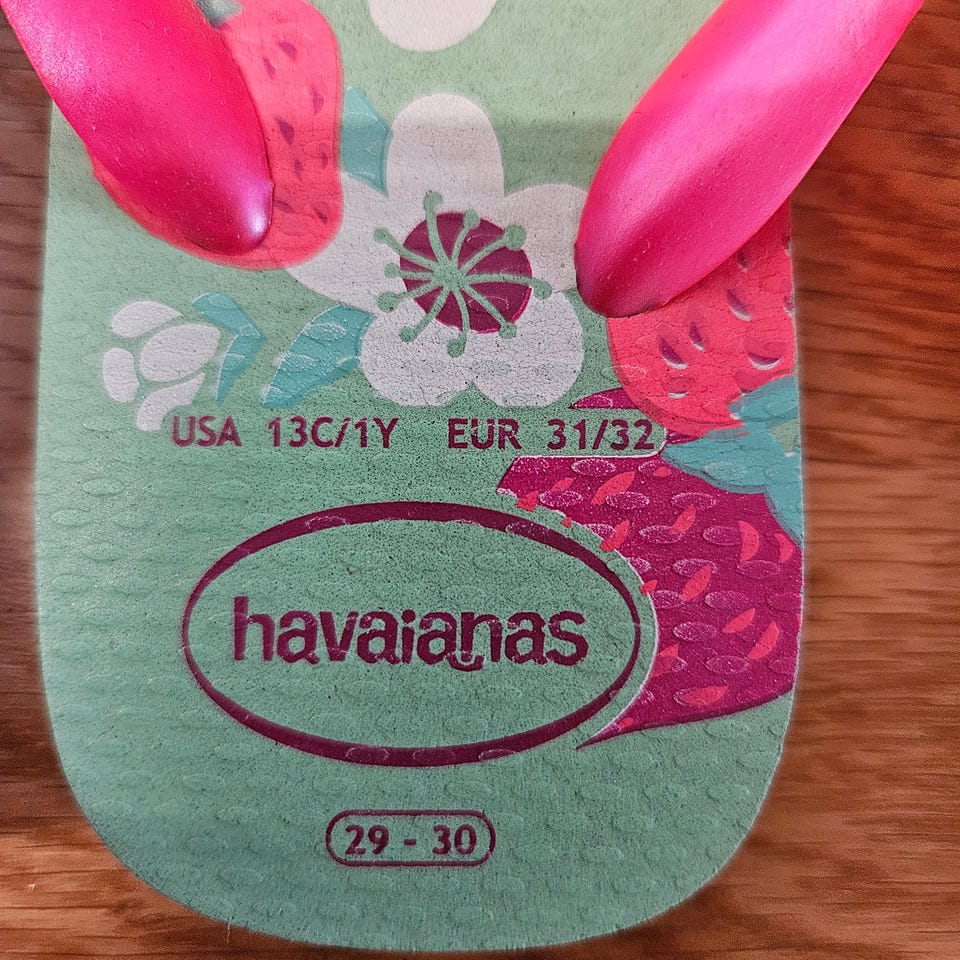 USA 13C/1Y EUR 31/32
havaianas
29 - 30